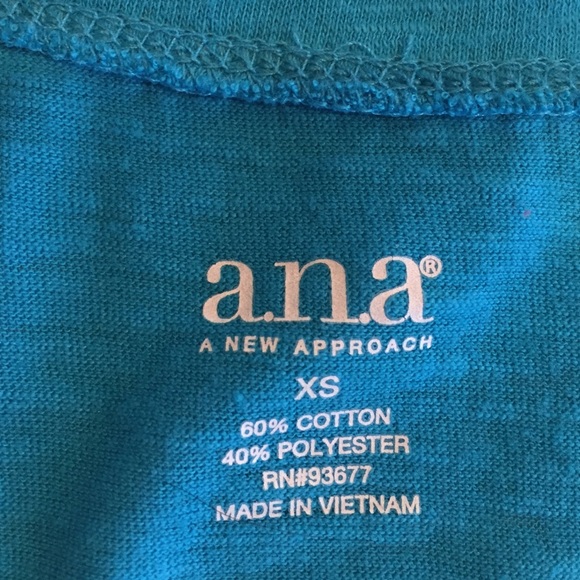 a.n.a®
A NEW APPROACH
XS
60% COTTON
40% POLYESTER
RN#93677
MADE IN VIETNAM